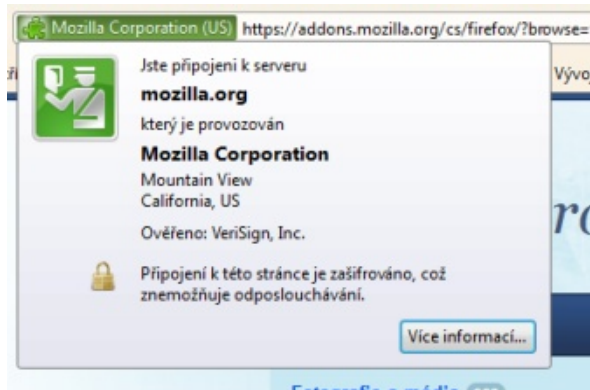 Mozilla Corporation (US) https://addons.mozilla.org/cs/firefox/?browse=
Jste připojeni k serveru
mozilla.org
který je provozován
Mozilla Corporation
Mountain View
California, US
Ověřeno: VeriSign, Inc.
Připojení k této stránce je zašifrováno, což
znemožňuje odposlouchávání.
Více informací...